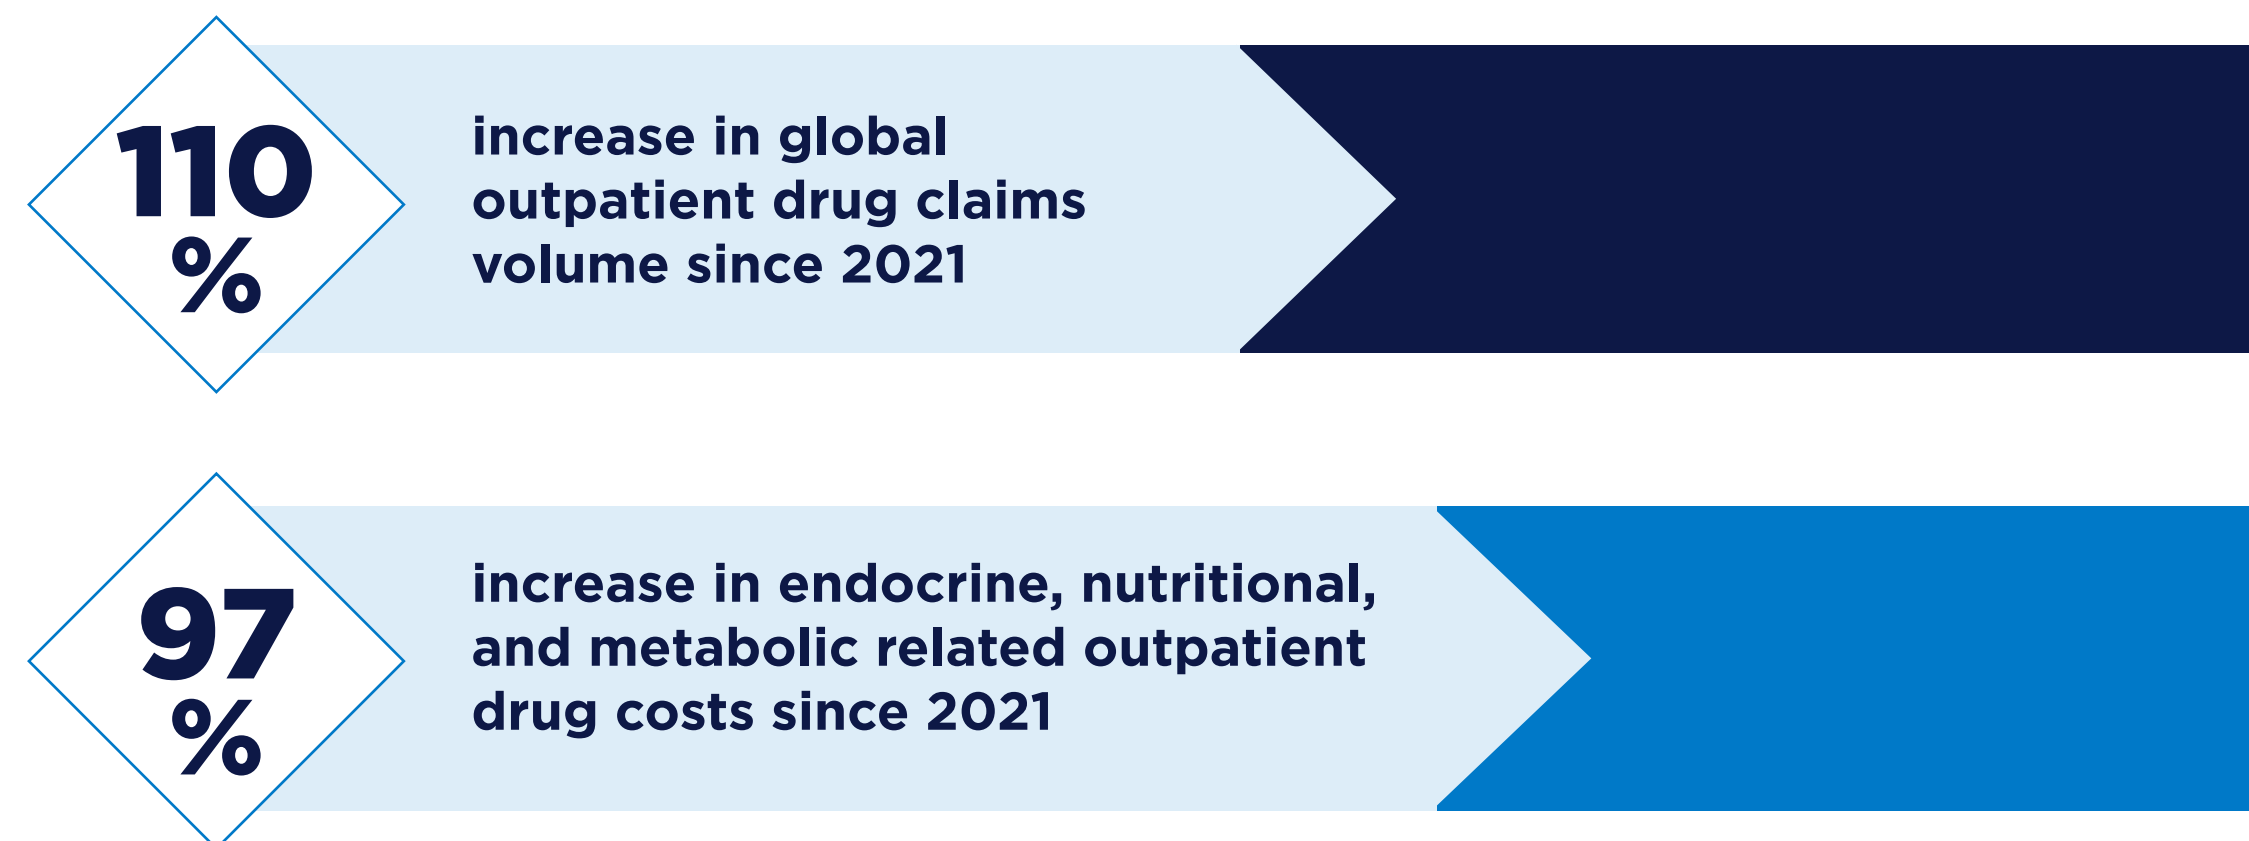 110
%
increase in global
outpatient drug claims
volume since 2021
97
%
increase in endocrine, nutritional,
and metabolic related outpatient
drug costs since 2021